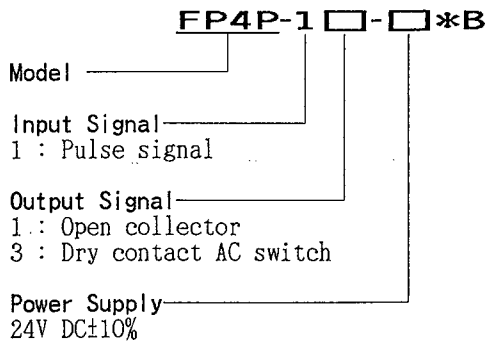 FP4P-1□-□*B
Model
Input Signal
1 : Pulse signal
Output Signal
1 : Open collector
3 : Dry contact AC switch
Power Supply
24V DC±10%